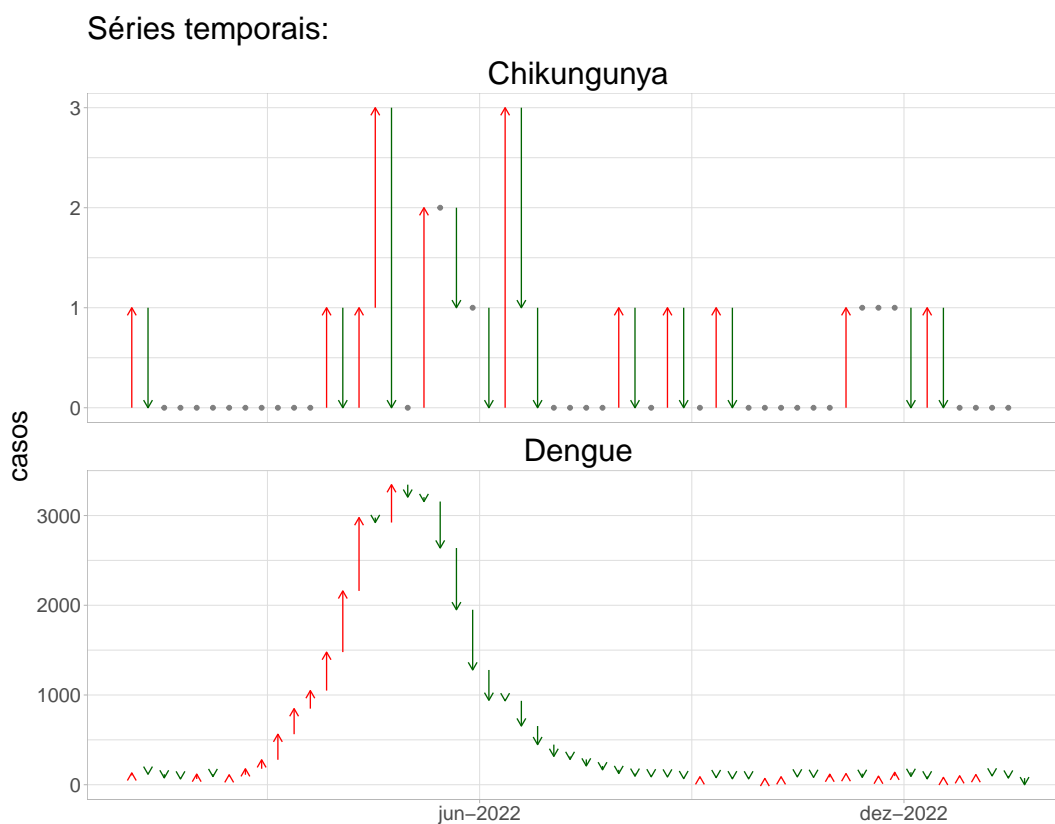 Séries temporais:
Chikungunya
3
2
1
0
casos
Dengue
3000
2000
1000
0
jun−2022
dez−2022